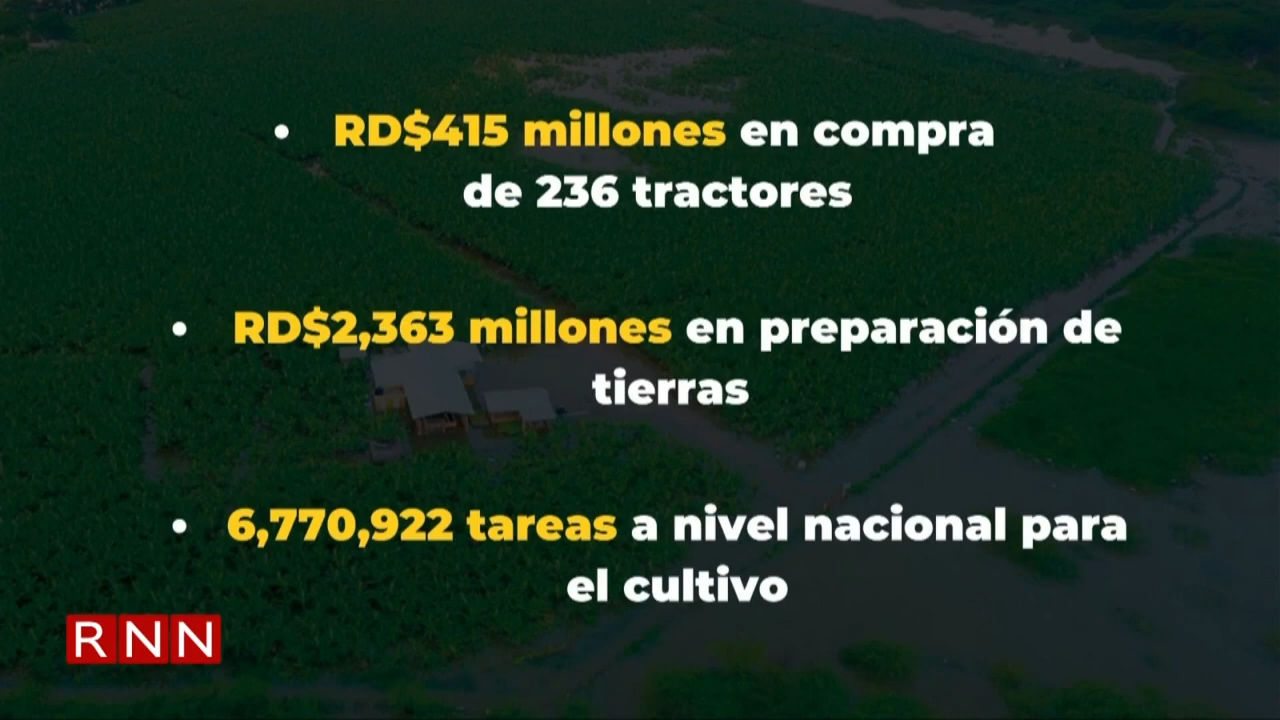 • RD$415 millones en compra
de 236 tractores
• RD$2,363 millones en preparación de
tierras
• 6,770,922 tareas a nivel nacional para
el cultivo
RNN